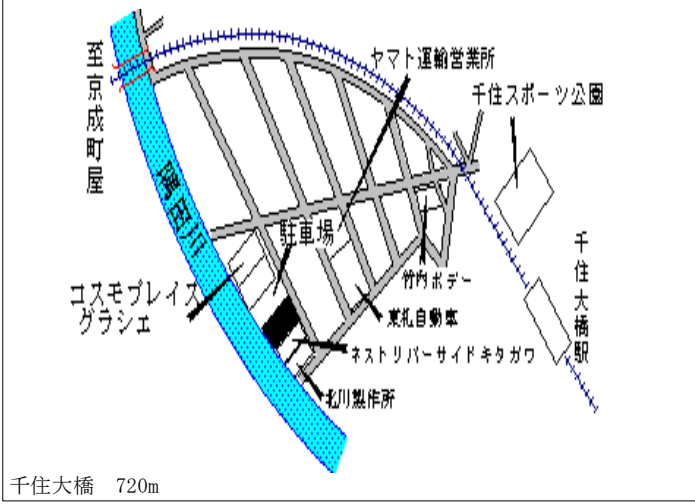 ヤマト運輸営業所
千住スポーツ公園
至京成町屋
隅田川
駐車場
千住大橋駅
竹内ボデー
コスモプレイス
グラシェ
東礼自動車
ネストリバーサイドキタガワ
北川製作所
千住大橋　720m